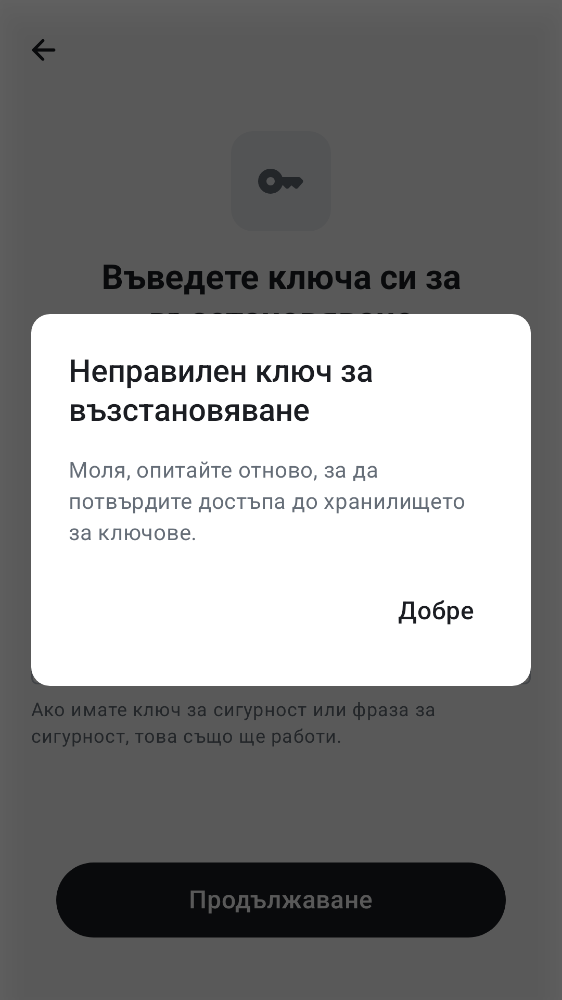 Въведете ключа си за
Неправилен ключ за
възстановяване
Моля, опитайте отново, за да
потвърдите достъпа до хранилището
за ключове.
Добре
Ако имате ключ за сигурност или фраза за
сигурност, това също ще работи.
Продължаване